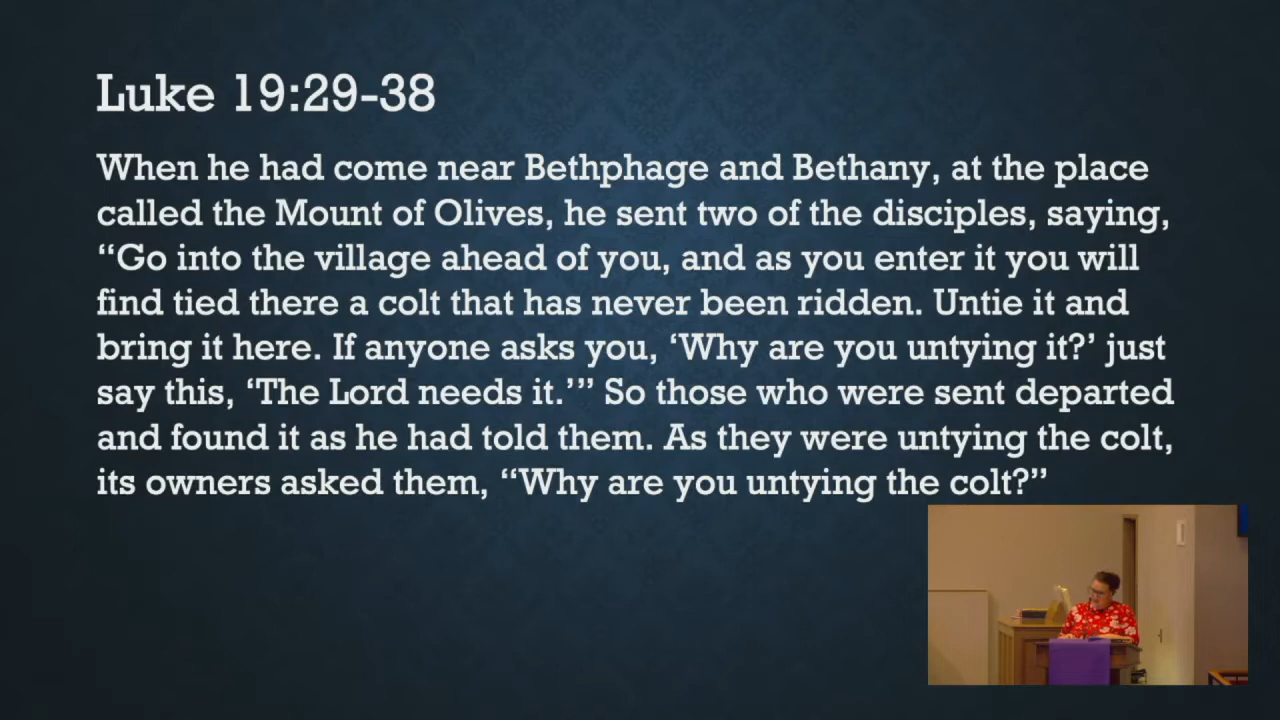 Luke 19:29-38
When he had come near Bethphage and Bethany, at the place
called the Mount of Olives, he sent two of the disciples, saying,
“Go into the village ahead of you, and as you enter it you will
find tied there a colt that has never been ridden. Untie it and
bring it here. If anyone asks you, ‘Why are you untying it?’ just
say this, ‘The Lord needs it.’” So those who were sent departed
and found it as he had told them. As they were untying the colt,
its owners asked them, “Why are you untying the colt?”